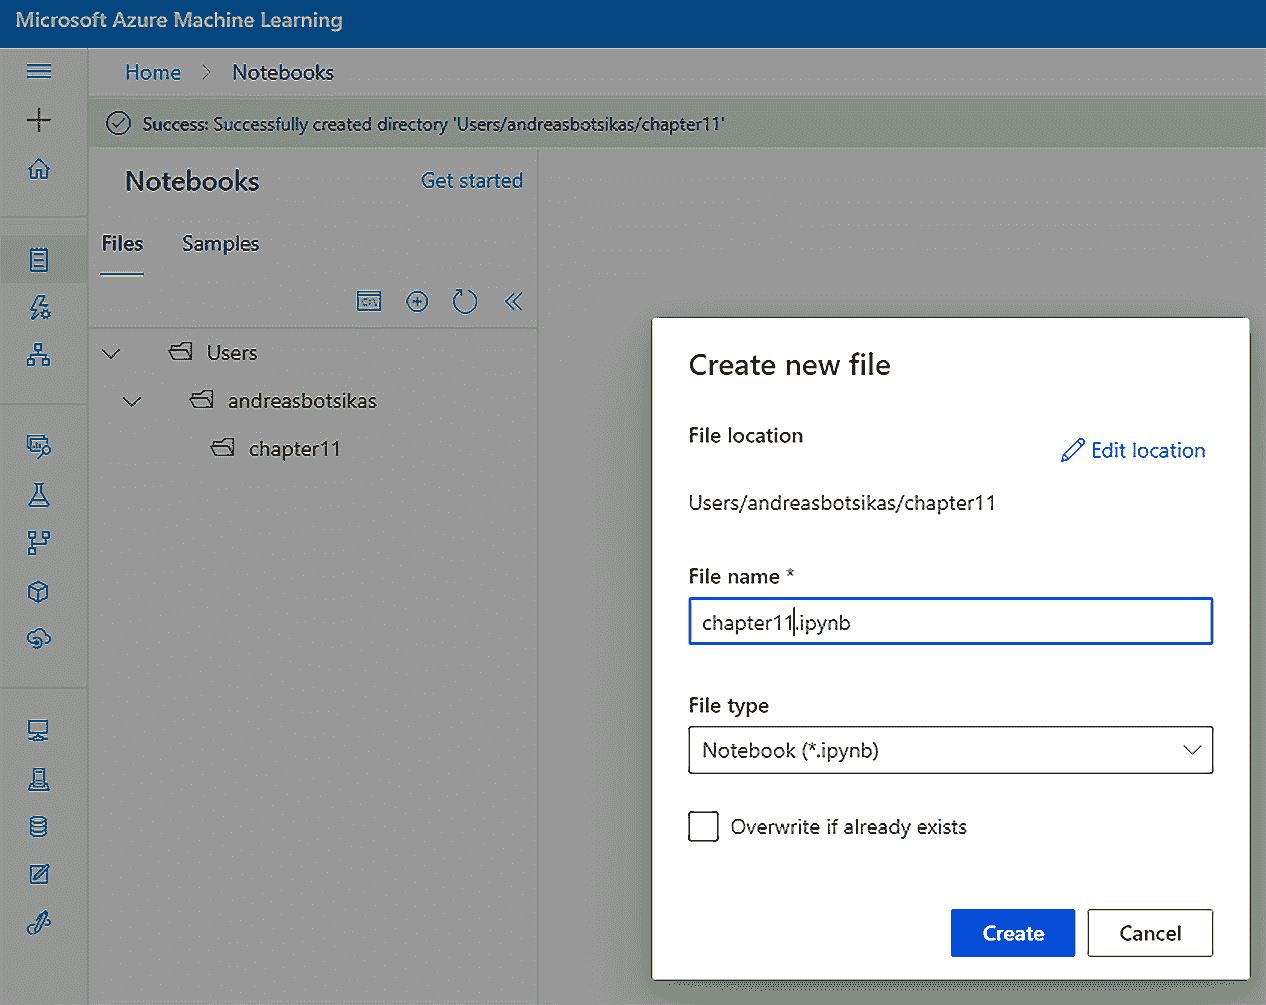 Microsoft Azure Machine Learning
Home > Notebooks
Success: Successfully created directory 'Users/andreasbotsikas/chapter11'
Notebooks
Get started
Files
Samples
Users
andreasbotsikas
chapter11
Create new file
File location
Edit location
Users/andreasbotsikas/chapter11
File name *
chapter11.ipynb
File type
Notebook (*.ipynb)
Overwrite if already exists
Create
Cancel